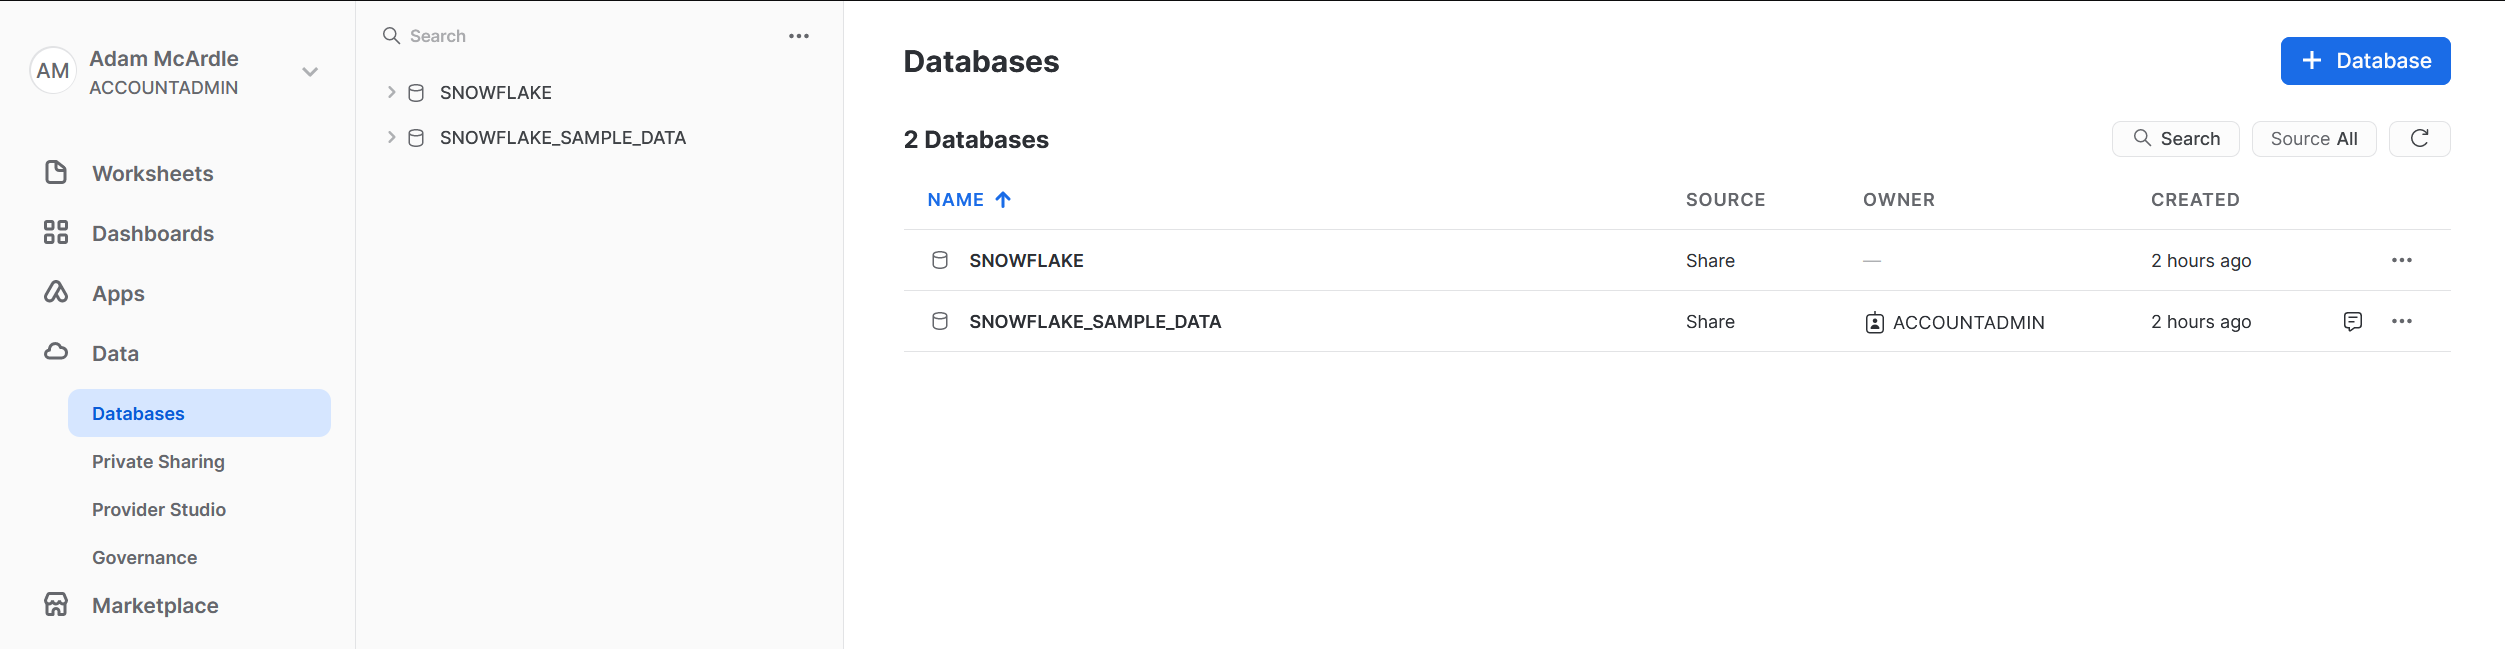 AM
Adam McArdle
ACCOUNTADMIN
Worksheets
Dashboards
Apps
Data
Databases
Private Sharing
Provider Studio
Governance
Marketplace
Search
SNOWFLAKE
SNOWFLAKE_SAMPLE_DATA
Databases
+ Database
2 Databases
Search
Source All
NAME SOURCE OWNER CREATED
SNOWFLAKE Share — 2 hours ago
SNOWFLAKE_SAMPLE_DATA Share ACCOUNTADMIN 2 hours ago